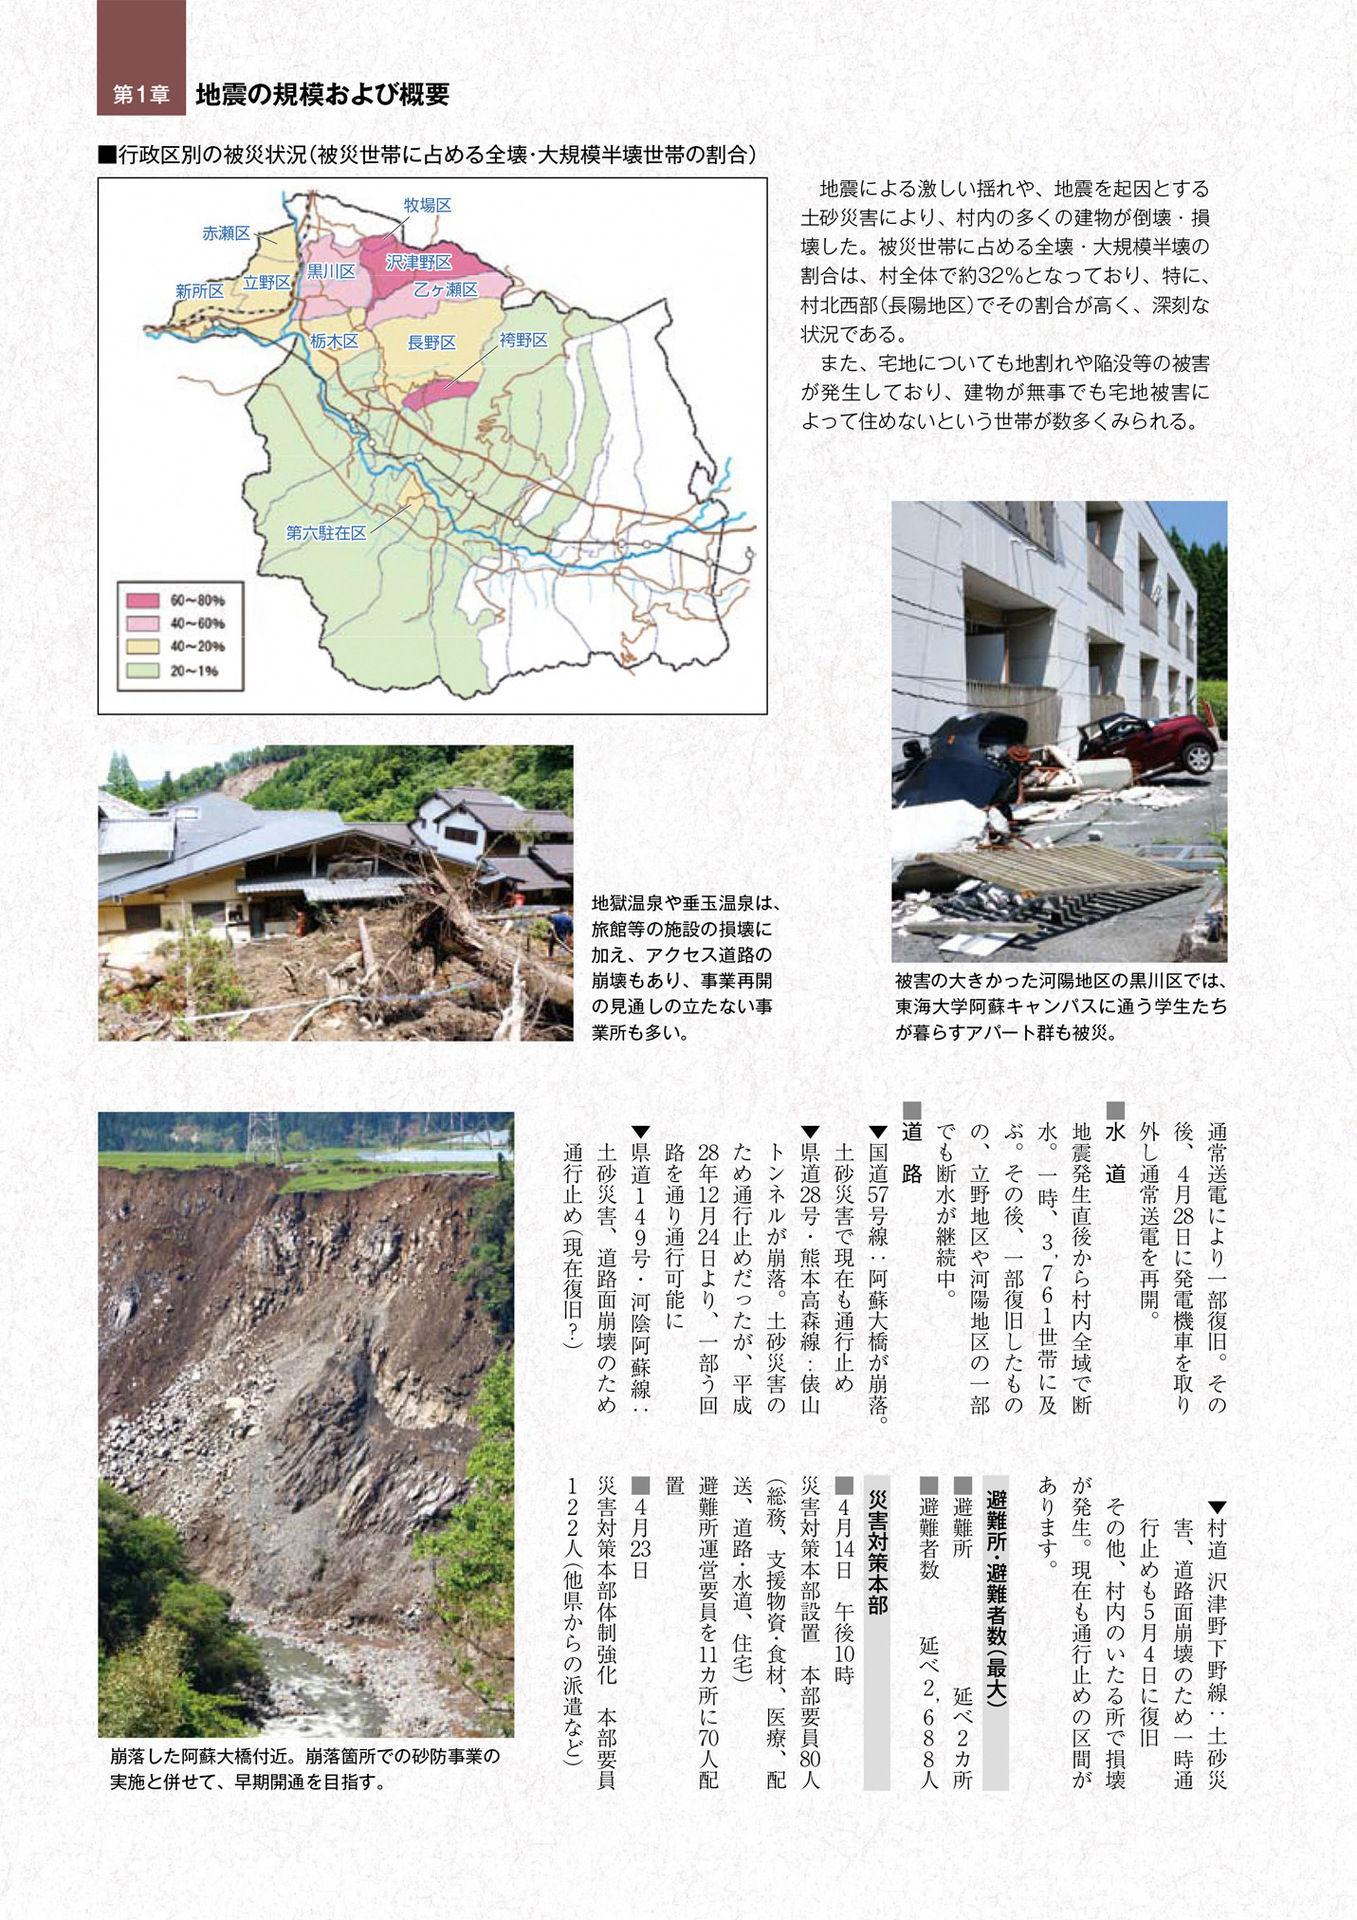 第1章 地震の規模および概要
■行政区別の被災状況（被災世帯に占める全壊・大規模半壊世帯の割合）
牧場区
赤瀬区
沢津野区
黒川区
立野区
新所区
乙ヶ瀬区
栃木区
長野区
袴野区
第六駐在区
60～80%
40～60%
40～20%
20～1%
　地震による激しい揺れや、地震を起因とする
土砂災害により、村内の多くの建物が倒壊・損
壊した。被災世帯に占める全壊・大規模半壊の
割合は、村全体で約32%となっており、特に、
村北西部（長陽地区）でその割合が高く、深刻な
状況である。
　また、宅地についても地割れや陥没等の被害
が発生しており、建物が無事でも宅地被害に
よって住めないという世帯が数多くみられる。
地獄温泉や垂玉温泉は、
旅館等の施設の損壊に
加え、アクセス道路の
崩壊もあり、事業再開
の見通しの立たない事
業所も多い。
被害の大きかった河陽地区の黒川区では、
東海大学阿蘇キャンパスに通う学生たち
が暮らすアパート群も被災。
通常送電により一部復旧。その
後、4月28日に発電機車を取り
外し通常送電を再開。
■水　道
地震発生直後から村内全域で断
水。一時、3,761世帯に及
ぶ。その後、一部復旧したもの
の、立野地区や河陽地区の一部
でも断水が継続中。
■道　路
▼国道57号線：阿蘇大橋が崩落。
土砂災害で現在も通行止め
▼県道28号・熊本高森線：俵山
トンネルが崩落。土砂災害の
ため通行止めだったが、平成
28年12月24日より、一部う回
路を通り通行可能に
▼県道149号・河陰阿蘇線：
土砂災害、道路面崩壊のため
通行止め（現在復旧？）
▼村道 沢津野下野線：土砂災
害、道路面崩壊のため一時通
行止めも5月4日に復旧
その他、村内のいたる所で損壊
が発生。現在も通行止めの区間が
あります。
避難所・避難者数（最大）
■避難所　延べ2カ所
■避難者数　延べ2,688人
災害対策本部
■4月14日　午後10時
災害対策本部設置　本部要員80人
（総務、支援物資・食材、医療、配
送、道路・水道、住宅）
避難所運営要員を11カ所に70人配
置
■4月23日
災害対策本部体制強化　本部要員
122人（他県からの派遣など）
崩落した阿蘇大橋付近。崩落箇所での砂防事業の
実施と併せて、早期開通を目指す。